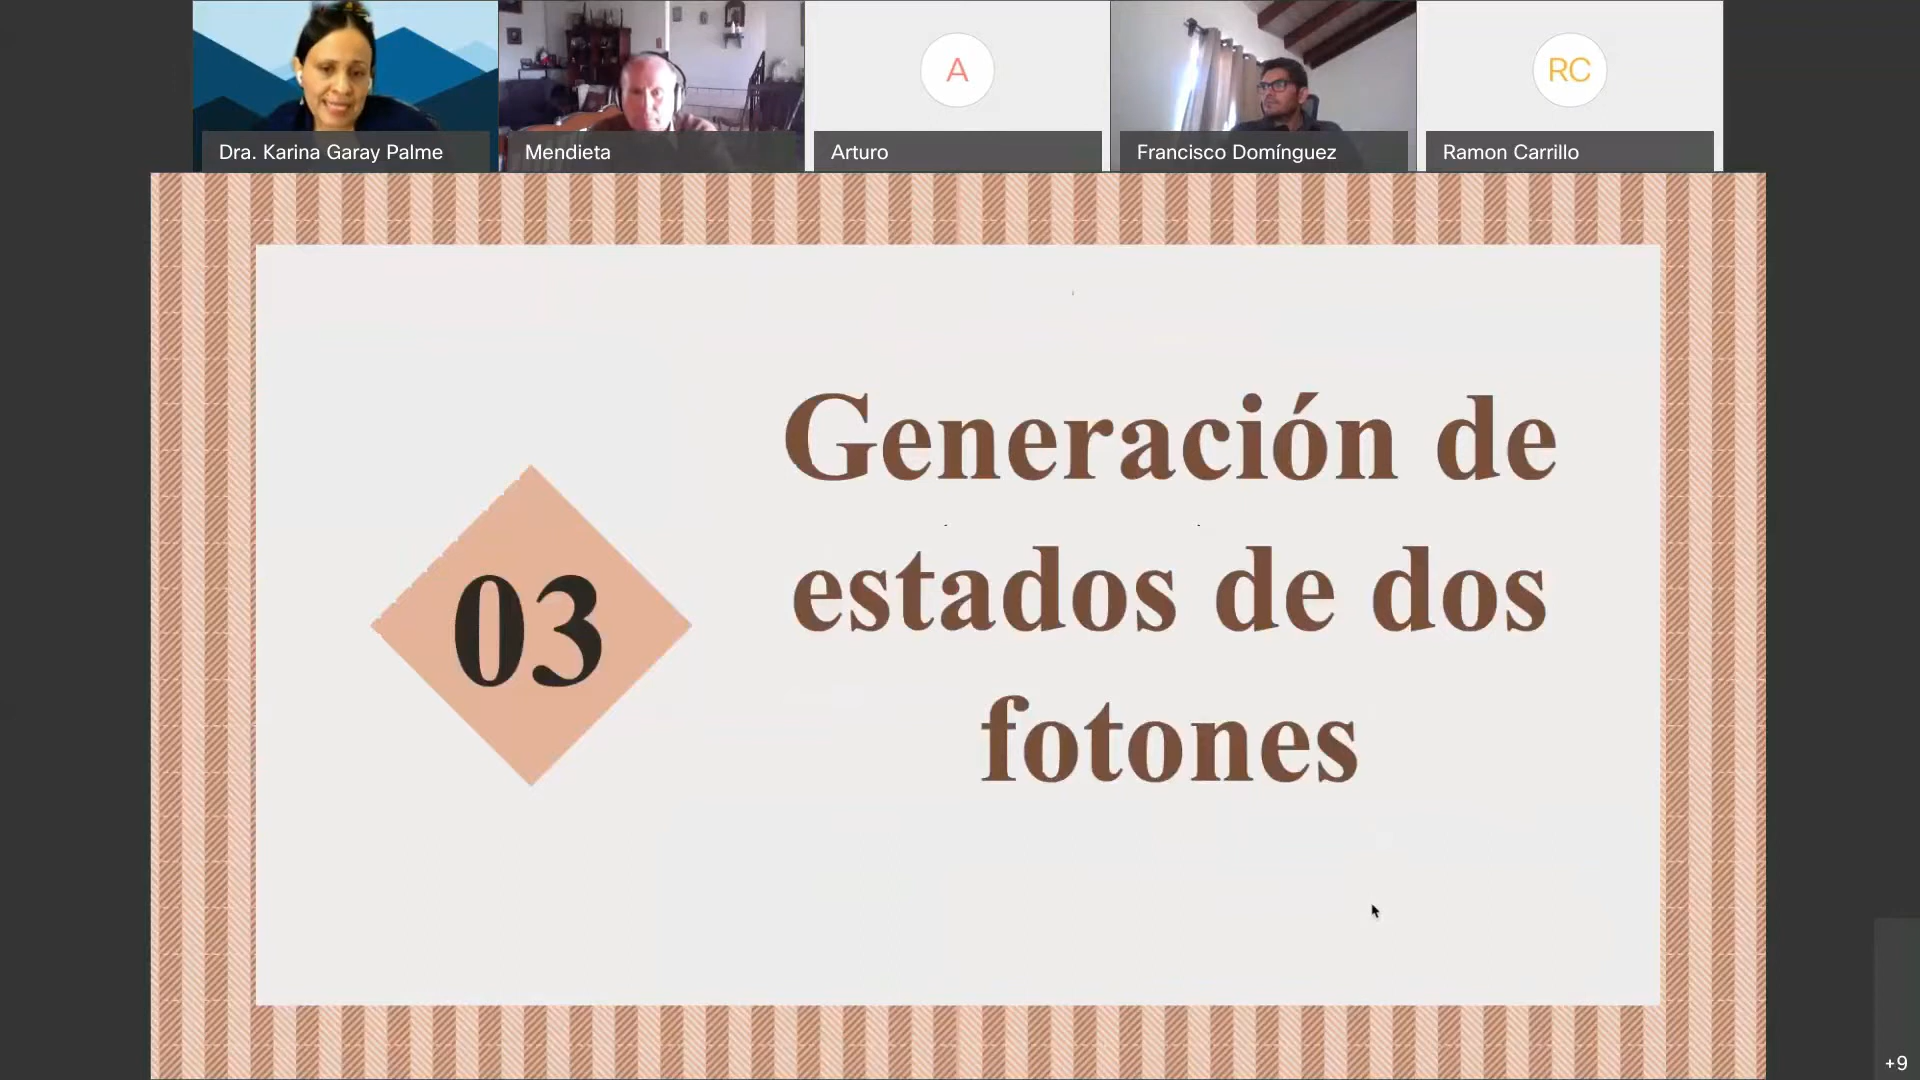 Dra. Karina Garay Palme
Mendieta
A
Arturo
Francisco Domínguez
RC
Ramon Carrillo
03
Generación de
estados de dos
fotones
+9